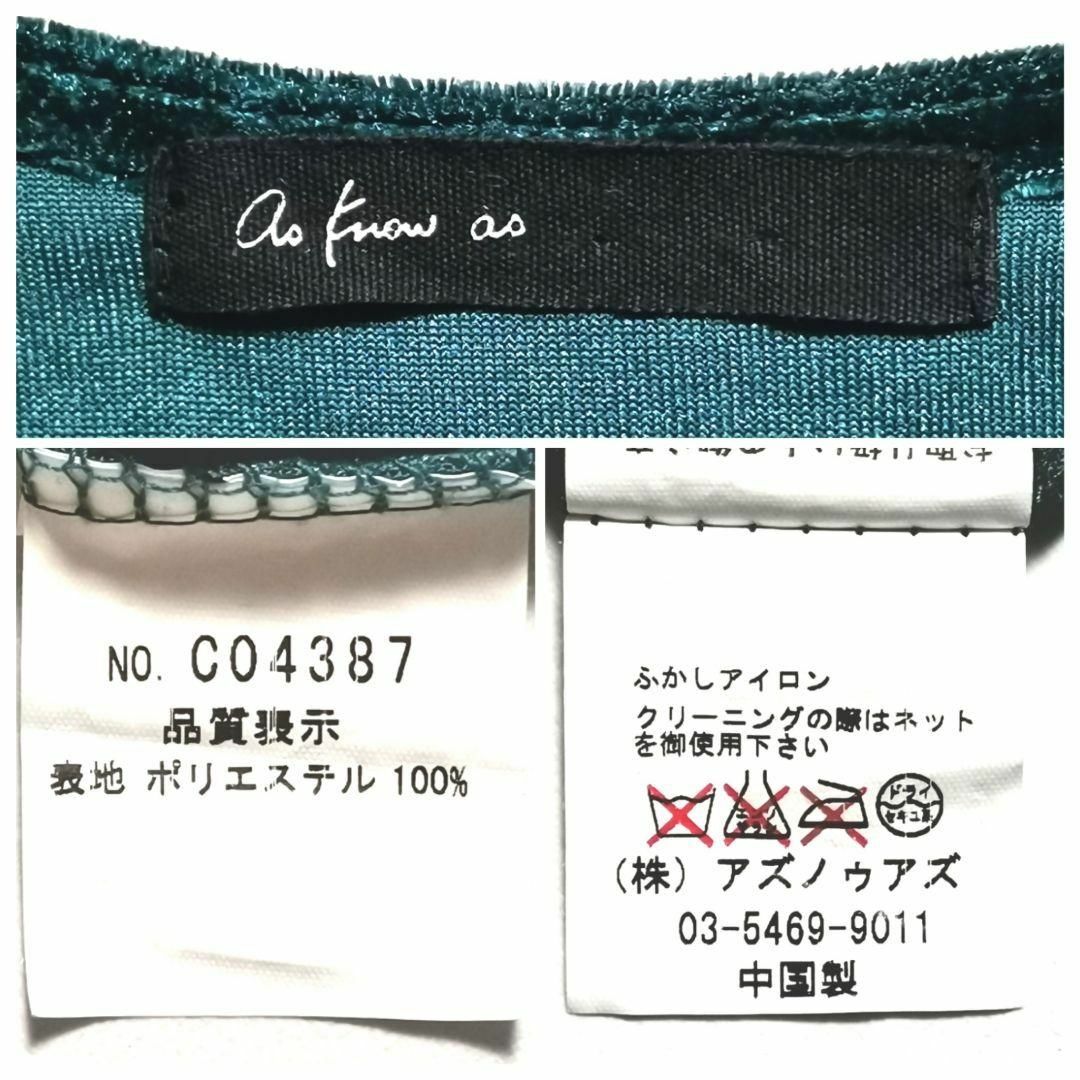 as know as
NO. C04387
品質表示
表地 ポリエステル 100%
ふかしアイロン
クリーニングの際はネット
を御使用下さい
ドライ
セキユ系
(株) アズノゥアズ
03-5469-9011
中国製